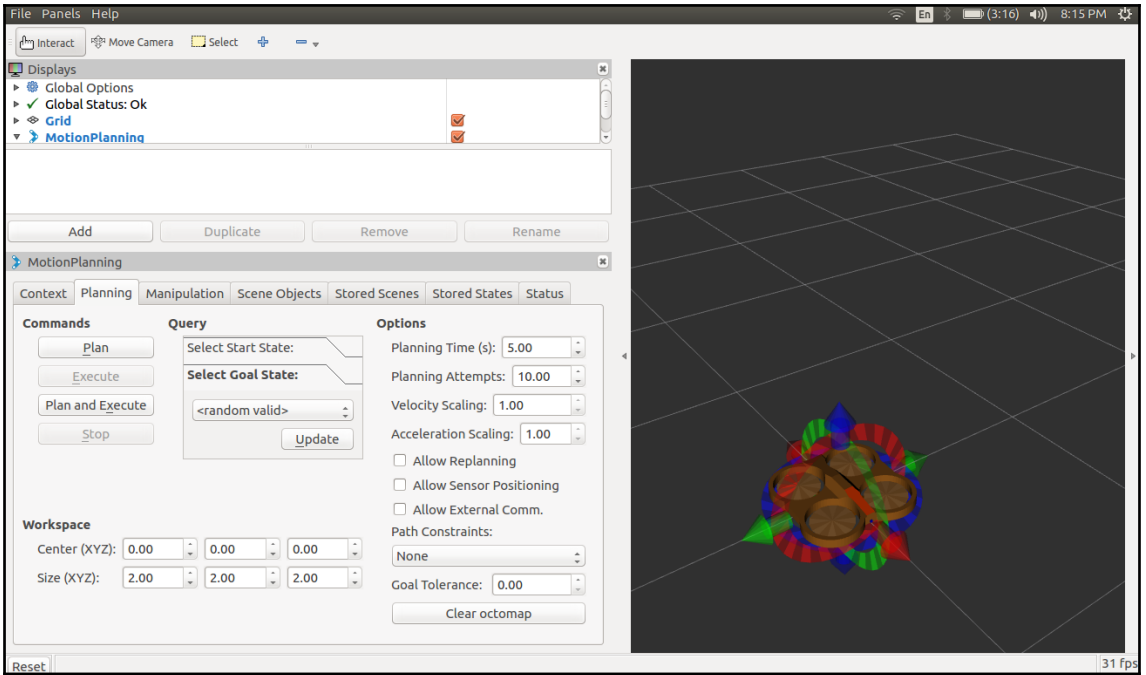 File Panels Help
En (3:16) 8:15 PM
Interact Move Camera Select
Displays
Global Options
Global Status: Ok
Grid
MotionPlanning
Add Duplicate Remove Rename
MotionPlanning
Context Planning Manipulation Scene Objects Stored Scenes Stored States Status
Commands Query Options
Plan Select Start State: Planning Time (s): 5.00
Execute Select Goal State: Planning Attempts: 10.00
Plan and Execute <random valid> Velocity Scaling: 1.00
Stop Update Acceleration Scaling: 1.00
Allow Replanning
Allow Sensor Positioning
Allow External Comm.
Workspace Path Constraints:
Center (XYZ): 0.00 0.00 0.00 None
Size (XYZ): 2.00 2.00 2.00 Goal Tolerance: 0.00
Clear octomap
Reset 31 fps